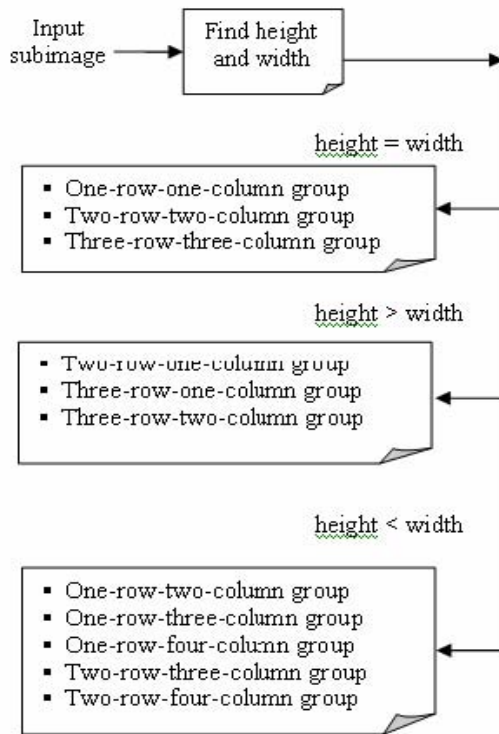 Input
subimage
Find height
and width
height = width
▪ One-row-one-column group
▪ Two-row-two-column group
▪ Three-row-three-column group
height > width
▪ Two-row-one-column group
▪ Three-row-one-column group
▪ Three-row-two-column group
height < width
▪ One-row-two-column group
▪ One-row-three-column group
▪ One-row-four-column group
▪ Two-row-three-column group
▪ Two-row-four-column group